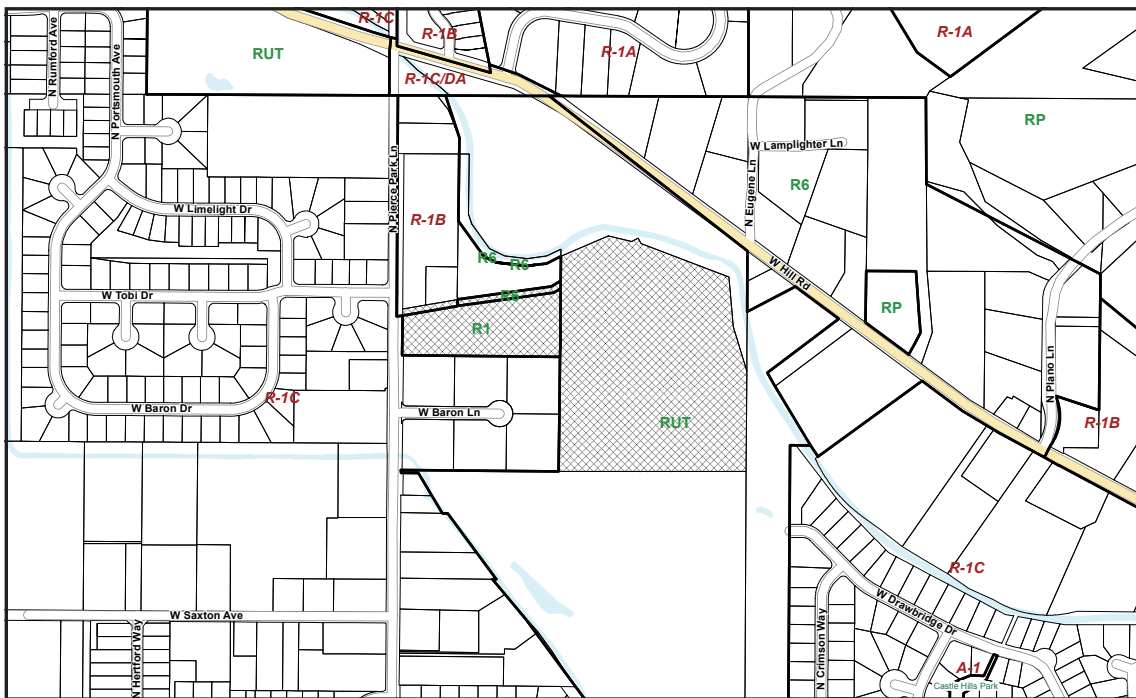 R-1C
R-1B
R-1A
R-1A
RUT
R-1C/DA
N Rumford Ave
N Portsmouth Ave
RP
W Lamplighter Ln
N Pierce Park Ln
N Eugene Ln
R6
W Limelight Dr
R-1B
R6
R6
W Hill Rd
W Tobi Dr
R6
R1
RP
N Plano Ln
R-1C
W Baron Dr
W Baron Ln
RUT
R-1B
R-1C
W Saxton Ave
W Drawbridge Dr
N Hertford Way
N Crimson Way
A-1
Castle Hills Park